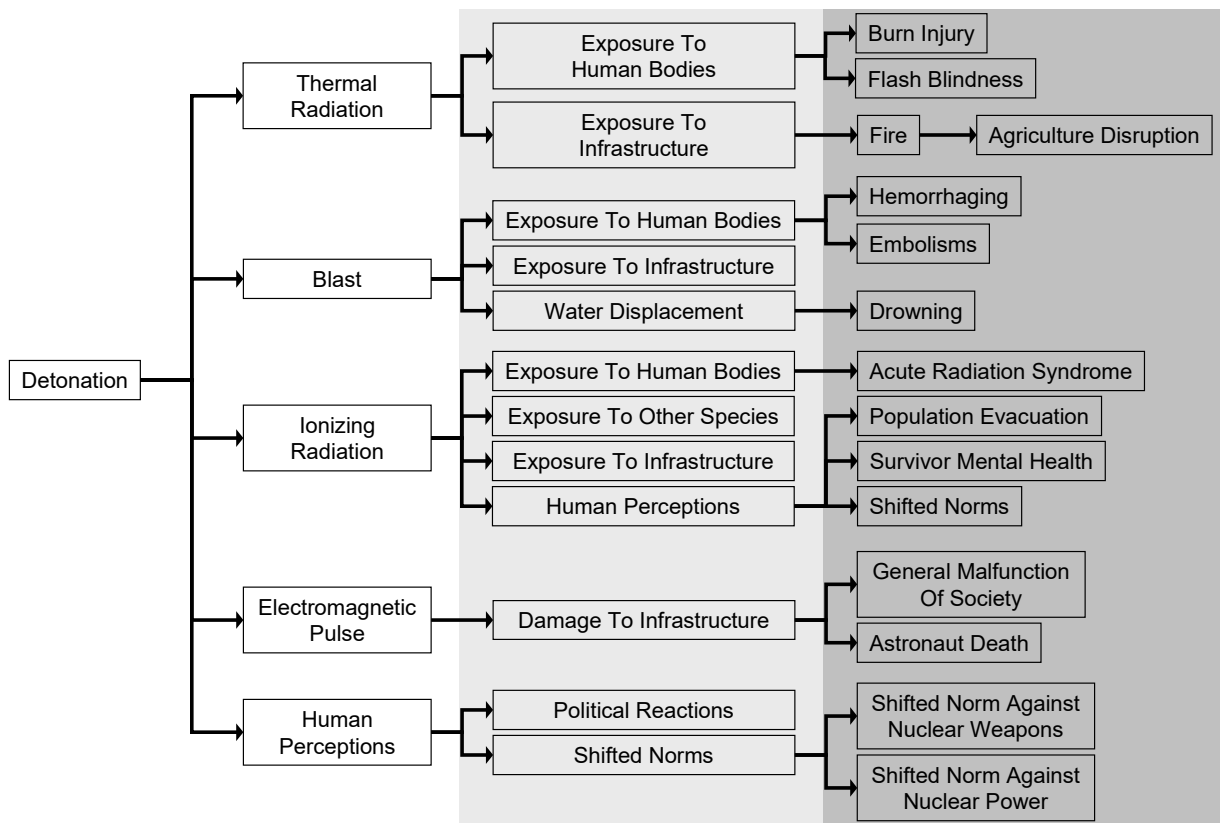 Detonation
Thermal
Radiation
Exposure To
Human Bodies
Burn Injury
Flash Blindness
Exposure To
Infrastructure
Fire
Agriculture Disruption
Blast
Exposure To Human Bodies
Hemorrhaging
Embolisms
Exposure To Infrastructure
Water Displacement
Drowning
Ionizing
Radiation
Exposure To Human Bodies
Acute Radiation Syndrome
Exposure To Other Species
Exposure To Infrastructure
Human Perceptions
Population Evacuation
Survivor Mental Health
Shifted Norms
Electromagnetic
Pulse
Damage To Infrastructure
General Malfunction
Of Society
Astronaut Death
Human
Perceptions
Political Reactions
Shifted Norms
Shifted Norm Against
Nuclear Weapons
Shifted Norm Against
Nuclear Power